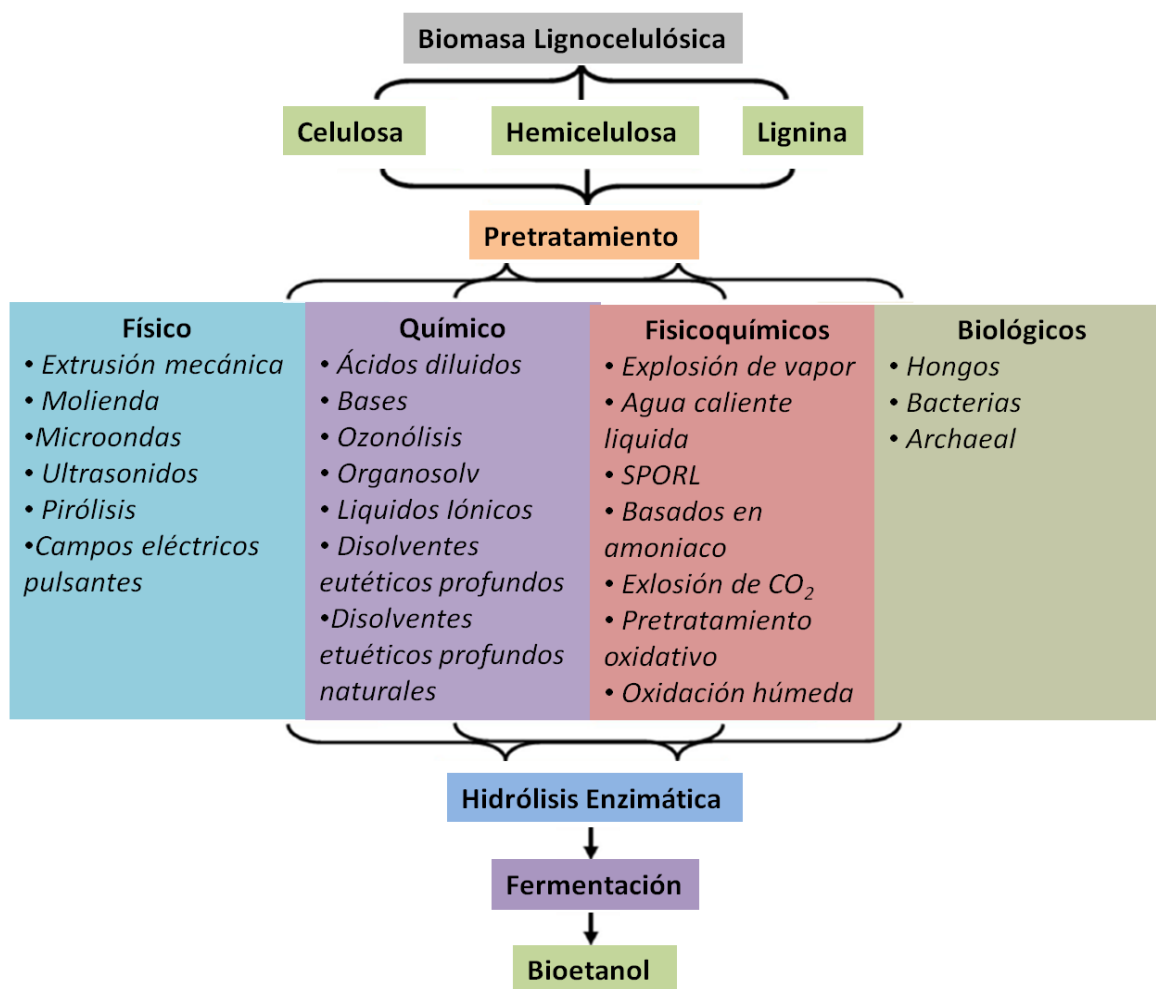 Biomasa Lignocelulósica
Celulosa
Hemicelulosa
Lignina
Pretratamiento
Físico
• Extrusión mecánica
• Molienda
•Microondas
• Ultrasonidos
• Pirólisis
•Campos eléctricos
pulsantes
Químico
• Ácidos diluidos
• Bases
• Ozonólisis
• Organosolv
• Liquidos Iónicos
• Disolventes
eutéticos profundos
•Disolventes
etuéticos profundos
naturales
Fisicoquímicos
• Explosión de vapor
• Agua caliente
liquida
• SPORL
• Basados en
amoniaco
• Exlosión de CO₂
• Pretratamiento
oxidativo
• Oxidación húmeda
Biológicos
• Hongos
• Bacterias
• Archaeal
Hidrólisis Enzimática
Fermentación
Bioetanol